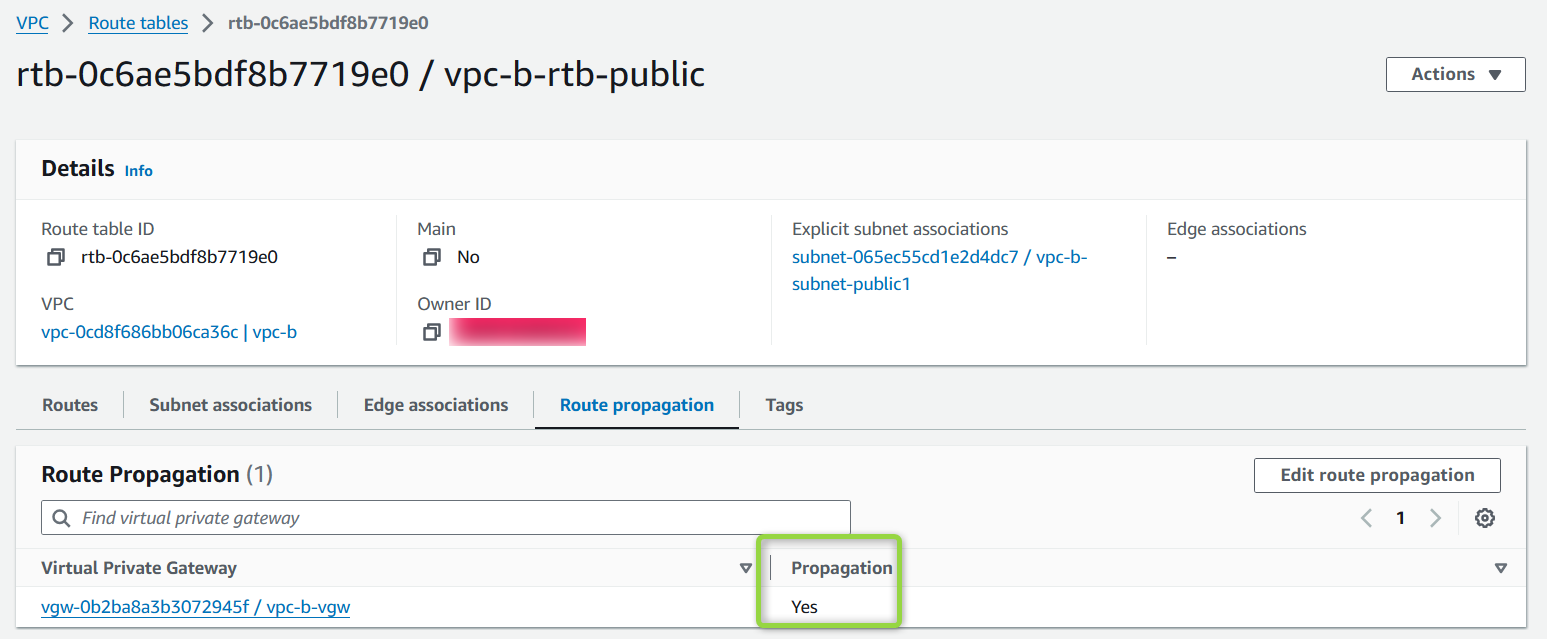 VPC > Route tables > rtb-0c6ae5bdf8b7719e0
rtb-0c6ae5bdf8b7719e0 / vpc-b-rtb-public
Actions
Details Info
Route table ID
rtb-0c6ae5bdf8b7719e0
Main
No
Explicit subnet associations
subnet-065ec55cd1e2d4dc7 / vpc-b-
subnet-public1
Edge associations
–
VPC
vpc-0cd8f686bb06ca36c | vpc-b
Owner ID
Routes Subnet associations Edge associations Route propagation Tags
Route Propagation (1)
Edit route propagation
Find virtual private gateway
1
Virtual Private Gateway Propagation
vgw-0b2ba8a3b3072945f / vpc-b-vgw Yes